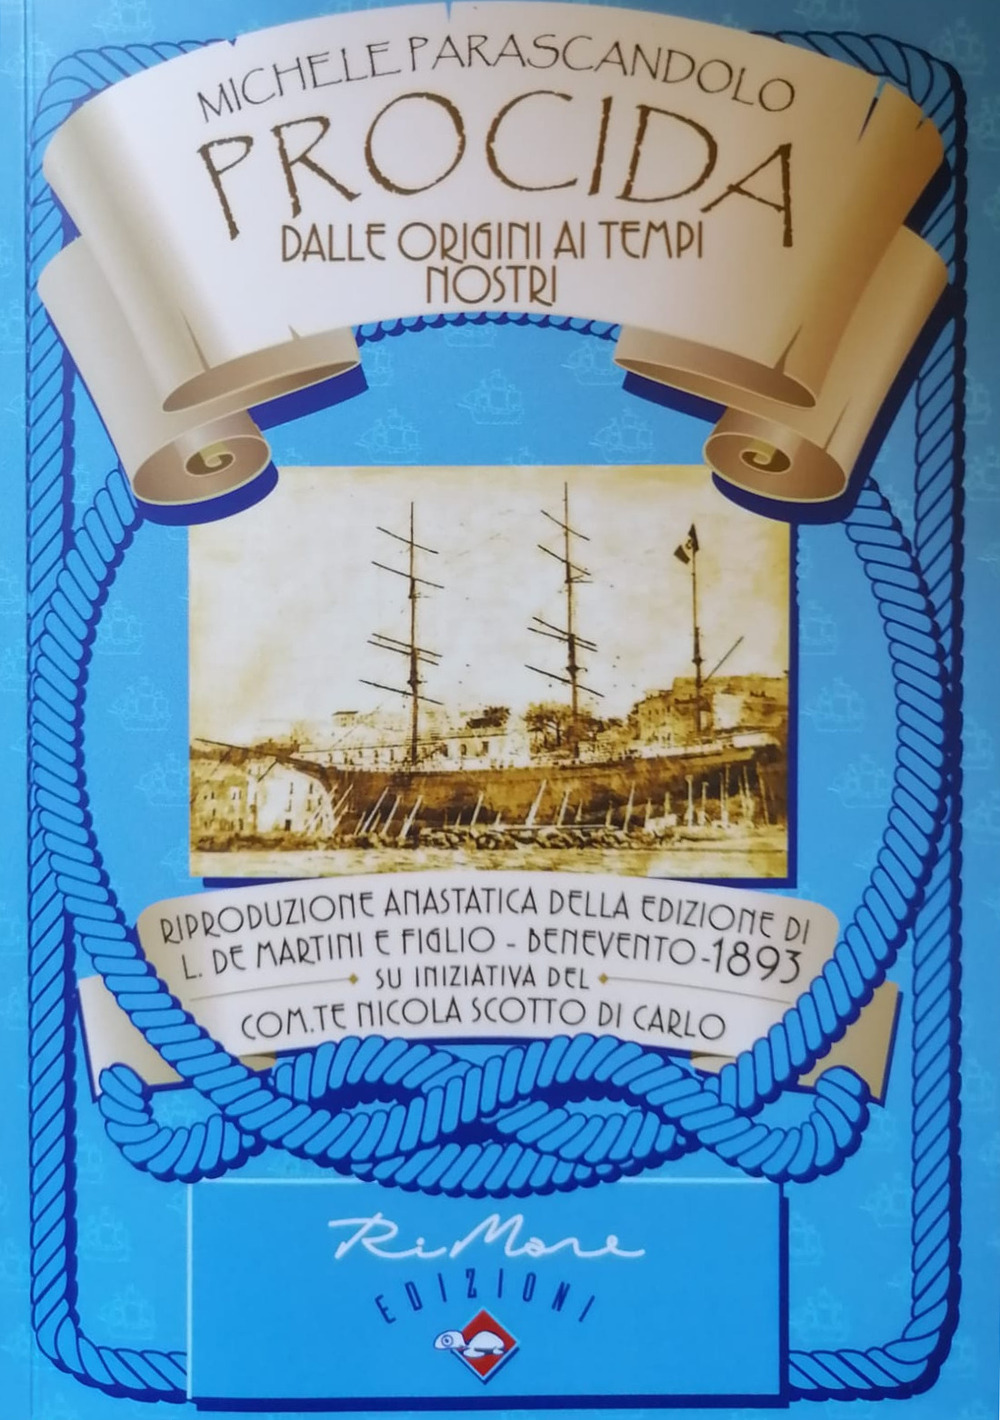 MICHELE PARASCANDOLO
PROCIDA
DALLE ORIGINI AI TEMPI
NOSTRI
RIPRODUZIONE ANASTATICA DELLA EDIZIONE DI
L. DE MARTINI E FIGLIO - BENEVENTO - 1893
SU INIZIATIVA DEL
COM.TE NICOLA SCOTTO DI CARLO
RiMare
EDIZIONI